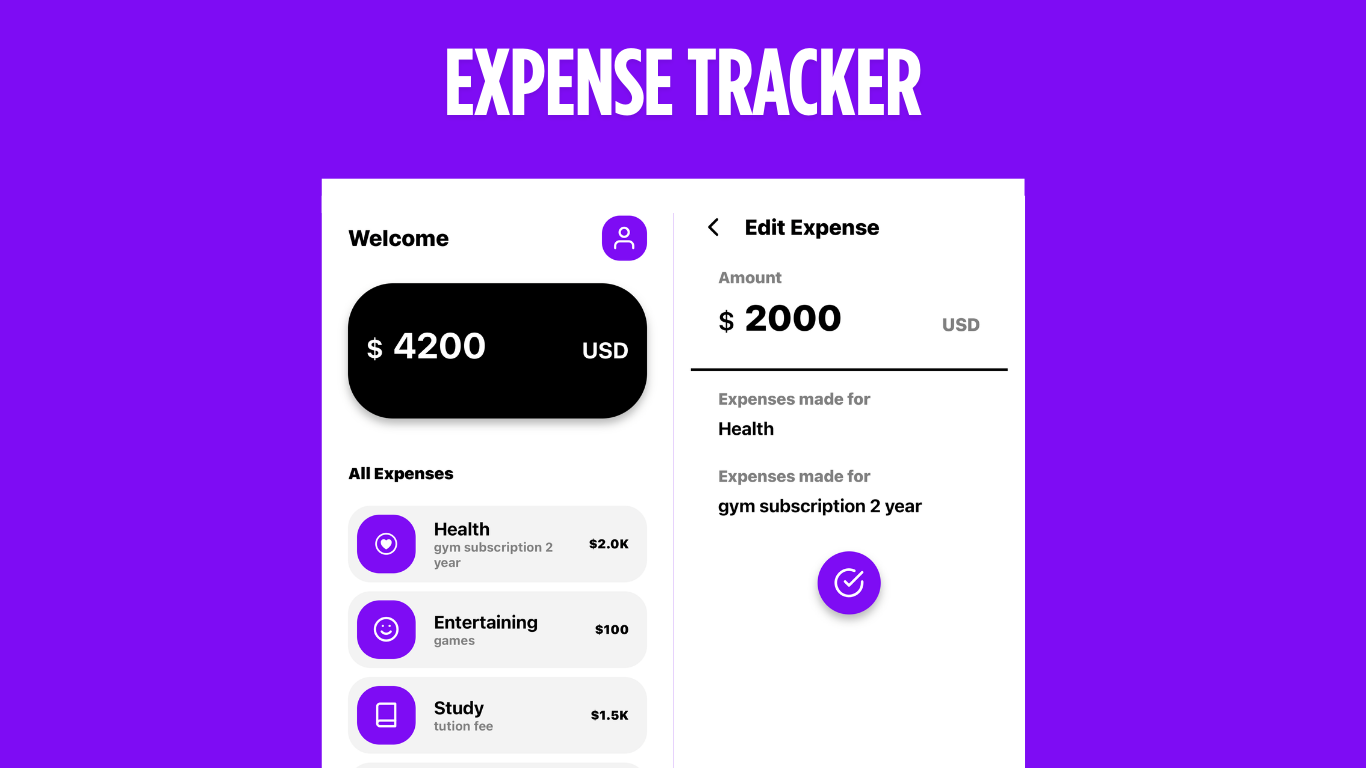 EXPENSE TRACKER
Welcome
$ 4200 USD
All Expenses
Health
gym subscription 2
year
$2.0K
Entertaining
games
$100
Study
tution fee
$1.5K
Edit Expense
Amount
$ 2000 USD
Expenses made for
Health
Expenses made for
gym subscription 2 year